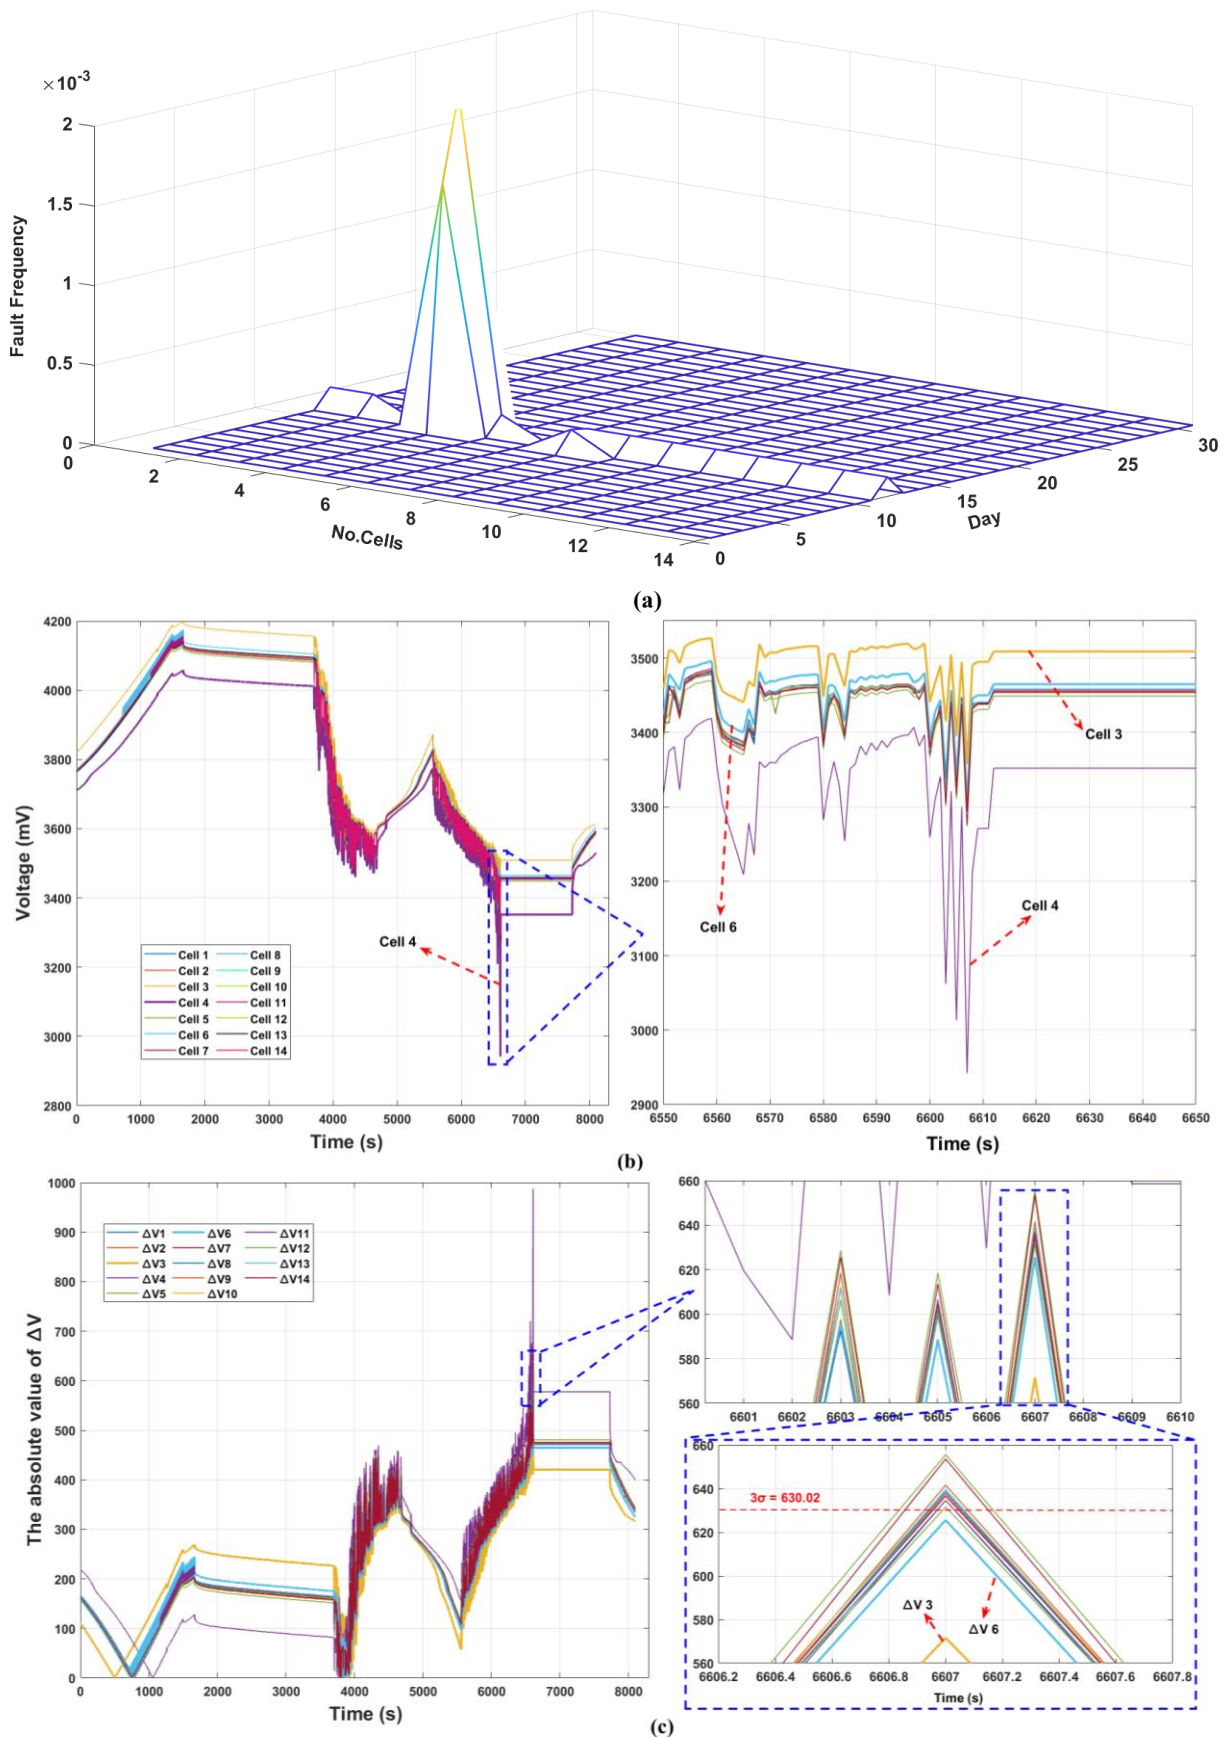 ×10⁻³
2
1.5
1
0.5
0
Fault Frequency
0
2
4
6
8
10
12
14
No.Cells
0
5
10
15
20
25
30
Day
(a)
4200
4000
3800
3600
3400
3200
3000
2800
Voltage (mV)
0 1000 2000 3000 4000 5000 6000 7000 8000
Time (s)
Cell 4
Cell 1 Cell 8
Cell 2 Cell 9
Cell 3 Cell 10
Cell 4 Cell 11
Cell 5 Cell 12
Cell 6 Cell 13
Cell 7 Cell 14
3500
3400
3300
3200
3100
3000
2900
Cell 3
Cell 6
Cell 4
6550 6560 6570 6580 6590 6600 6610 6620 6630 6640 6650
Time (s)
(b)
1000
900
800
700
600
500
400
300
200
100
0
The absolute value of ΔV
ΔV1 ΔV6 ΔV11
ΔV2 ΔV7 ΔV12
ΔV3 ΔV8 ΔV13
ΔV4 ΔV9 ΔV14
ΔV5 ΔV10
0 1000 2000 3000 4000 5000 6000 7000 8000
Time (s)
660
640
620
600
580
560
6601 6602 6603 6604 6605 6606 6607 6608 6609 6610
660
640
620
600
580
560
3σ = 630.02
ΔV 3
ΔV 6
6606.2 6606.4 6606.6 6606.8 6607 6607.2 6607.4 6607.6 6607.8
Time (s)
(c)